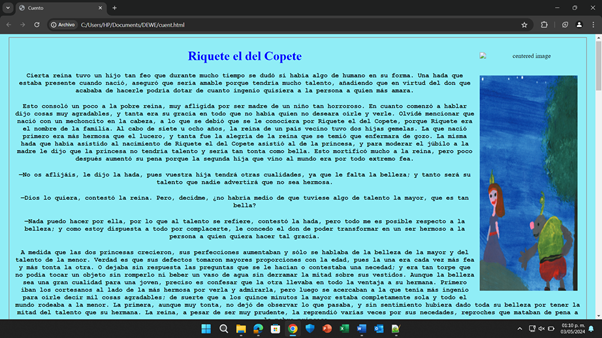 Cuento
Archivo C:/Users/HP/Documents/DEWE/cuent.html
Riquete el del Copete
centered image
Cierta reina tuvo un hijo tan feo que durante mucho tiempo se dudó si había algo de humano en su forma. Una hada que
estaba presente cuando nació, aseguro que sería amable porque tendría mucho talento, añadiendo que en virtud del don que
acababa de hacerle podría dotar de cuanto ingenio quisiera a la persona a quien más amara.
Esto consoló un poco a la pobre reina, muy afligida por ser madre de un niño tan horroroso. En cuanto comenzó a hablar
dijo cosas muy agradables, y tanta era su gracia en todo que no había quien no deseara oirle y verle. Olvidé mencionar que
nació con un mechoncito en la cabeza, a lo que se debió que se le conociera por Riquete el del Copete, porque Riquete era
el nombre de la familia. Al cabo de siete u ocho años, la reina de un país vecino tuvo dos hijas gemelas. La que nació
primero era más hermosa que el lucero, y tanta fue la alegría de la reina que se temió que enfermara de gozo. La misma
hada que había asistido al nacimiento de Riquete el del Copete asistió al de la princesa, y para moderar el júbilo a la
madre le dijo que la princesa no tendría talento y sería tan tonta como bella. Esto mortificó mucho a la reina, pero poco
después aumentó su pena porque la segunda hija que vino al mundo era por todo extremo fea.
—No os aflijáis, le dijo la hada, pues vuestra hija tendrá otras cualidades, ya que le falta la belleza; y tanto será su
talento que nadie advertirá que no sea hermosa.
—Dios lo quiera, contestó la reina. Pero, decidme, ¿no habría medio de que tuviese algo de talento la mayor, que es tan
bella?
—Nada puedo hacer por ella, por lo que al talento se refiere, contestó la hada, pero todo me es posible respecto a la
belleza; y como estoy dispuesta a todo por complacerte, le concedo el don de poder transformar en un ser hermoso a la
persona a quien quiera hacer tal gracia.
A medida que las dos princesas crecieron, sus perfecciones aumentaban y sólo se hablaba de la belleza de la mayor y del
talento de la menor. Verdad es que sus defectos tomaron mayores proporciones con la edad, pues la una era cada vez más fea
y más tonta la otra. O dejaba sin respuesta las preguntas que se le hacían o contestaba una necedad; y era tan torpe que
no podía tocar un objeto sin romperlo ni beber un vaso de agua sin derramar la mitad sobre sus vestidos. Aunque la belleza
sea una gran cualidad para una joven, preciso es confesar que la otra llevaba en todo la ventaja a su hermana. Primero
iban los cortesanos al lado de la más hermosa por verla y admirarla, pero luego se acercaban a la que tenía más ingenio
para oirle decir mil cosas agradables; de suerte que a los quince minutos la mayor estaba completamente sola y todo el
mundo rodeaba a la menor. La primera, aunque muy tonta, no dejó de observar lo que pasaba, y sin sentimiento hubiera dado toda su belleza por tener la
mitad del talento que su hermana. La reina, a pesar de ser muy prudente, la reprendió varias veces por sus necedades, reproches que mataban de pena a
01:10 p. m.
03/05/2024